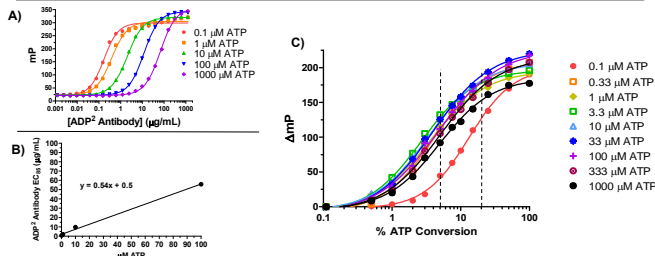 A)
350
300
250
200
150
100
50
0
mP
0.001
0.01
0.1
1
10
100
1000
[ADP² Antibody] (µg/mL)
0.1 µM ATP
1 µM ATP
10 µM ATP
100 µM ATP
1000 µM ATP
B)
100
90
80
70
60
50
40
30
20
10
0
ADP² Antibody EC₈₅ (µg/mL)
y = 0.54x + 0.5
0 10 20 30 40 50 60 70 80 90 100
µM ATP
C)
200
150
100
50
0
ΔmP
0.1
1
10
100
% ATP Conversion
0.1 µM ATP
0.33 µM ATP
1 µM ATP
3.3 µM ATP
10 µM ATP
33 µM ATP
100 µM ATP
333 µM ATP
1000 µM ATP